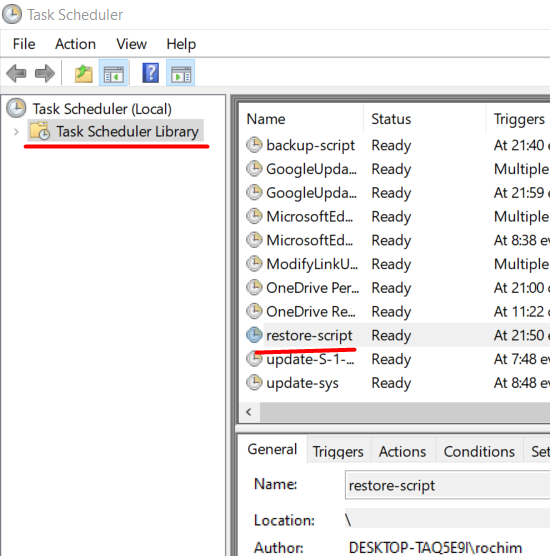 Task Scheduler
File Action View Help
Task Scheduler (Local)
Task Scheduler Library
Name Status Triggers
backup-script Ready At 21:40 e
GoogleUpda... Ready Multiple
GoogleUpda... Ready At 21:59 e
MicrosoftEd... Ready Multiple
MicrosoftEd... Ready At 8:38 ev
ModifyLinkU... Ready Multiple
OneDrive Per... Ready At 21:00 o
OneDrive Re... Ready At 11:22 o
restore-script Ready At 21:50 e
update-S-1-... Ready At 7:48 ev
update-sys Ready At 8:48 ev
General Triggers Actions Conditions Set
Name: restore-script
Location: \
Author: DESKTOP-TAQ5E9I\rochim